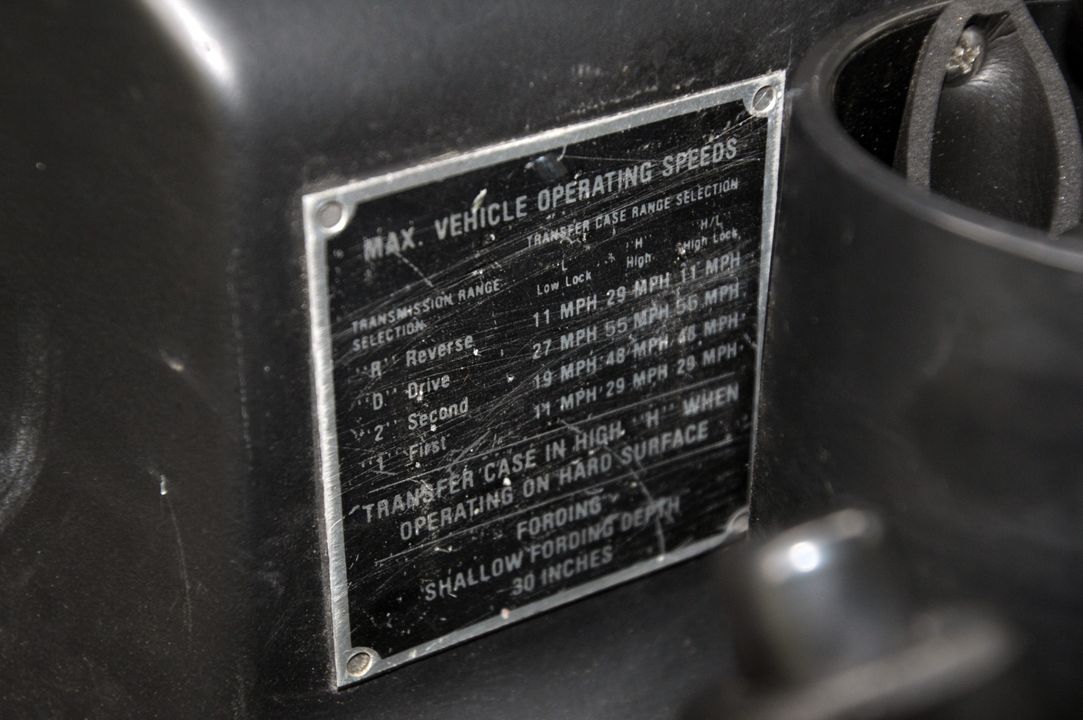 MAX. VEHICLE OPERATING SPEEDS
TRANSFER CASE RANGE SELECTION
L H H/L
TRANSMISSION RANGE Low Lock High High Lock
SELECTION
"R" Reverse 11 MPH 29 MPH 11 MPH
"D" Drive 27 MPH 55 MPH 55 MPH
"2" Second 19 MPH 48 MPH 48 MPH
"1" First 11 MPH 29 MPH 29 MPH
TRANSFER CASE IN HIGH "H" WHEN
OPERATING ON HARD SURFACE
FORDING
SHALLOW FORDING DEPTH
30 INCHES